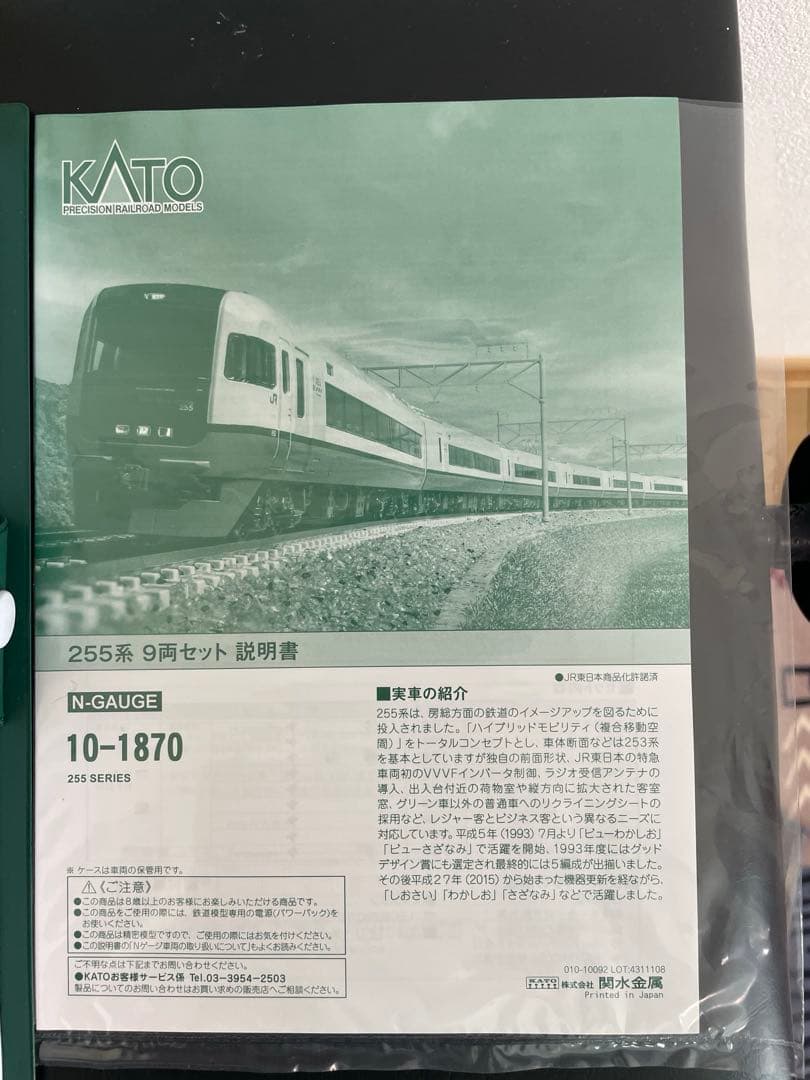 KATO
PRECISION RAILROAD MODELS
JR
255
255系 9両セット 説明書
●JR東日本商品化許諾済
N-GAUGE
10-1870
255 SERIES
■実車の紹介
255系は、房総方面の鉄道のイメージアップを図るために
投入されました。「ハイブリッドモビリティ（複合移動空
間）」をトータルコンセプトとし、車体断面などは253系
を基本としていますが独自の前面形状、JR東日本の特急
車両初のVVVFインバータ制御、ラジオ受信アンテナの
導入、出入台付近の荷物室や縦方向に拡大された客室
窓、グリーン車以外の普通車へのリクライニングシートの
採用など、レジャー客とビジネス客という異なるニーズに
対応しています。平成5年（1993）7月より「ビューわかしお」
「ビューさざなみ」で活躍を開始、1993年度にはグッド
デザイン賞にも選定され最終的には5編成が出揃いました。
その後平成27年（2015）から始まった機器更新を経ながら、
「しおさい」「わかしお」「さざなみ」などで活躍しました。
※ ケースは車両の保管用です。
⚠〈ご注意〉
●この商品は8歳以上のお客様にお楽しみいただける商品です。
●この商品をご使用の際には、鉄道模型専用の電源（パワーパック）を
お使いください。
●この商品は精密模型ですので、ご使用の際にはお気を付けください。
●この説明書の「Nゲージ車両の取り扱いについて」もよくお読みください。
ご不明な点は下記までお問い合わせください。
●KATOお客様サービス係 Tel.03-3954-2503
製品についてのお問い合わせはお買い求めの販売店へご相談ください。
010-10092 LOT:4311108
KATO 株式会社 関水金属
Printed in Japan